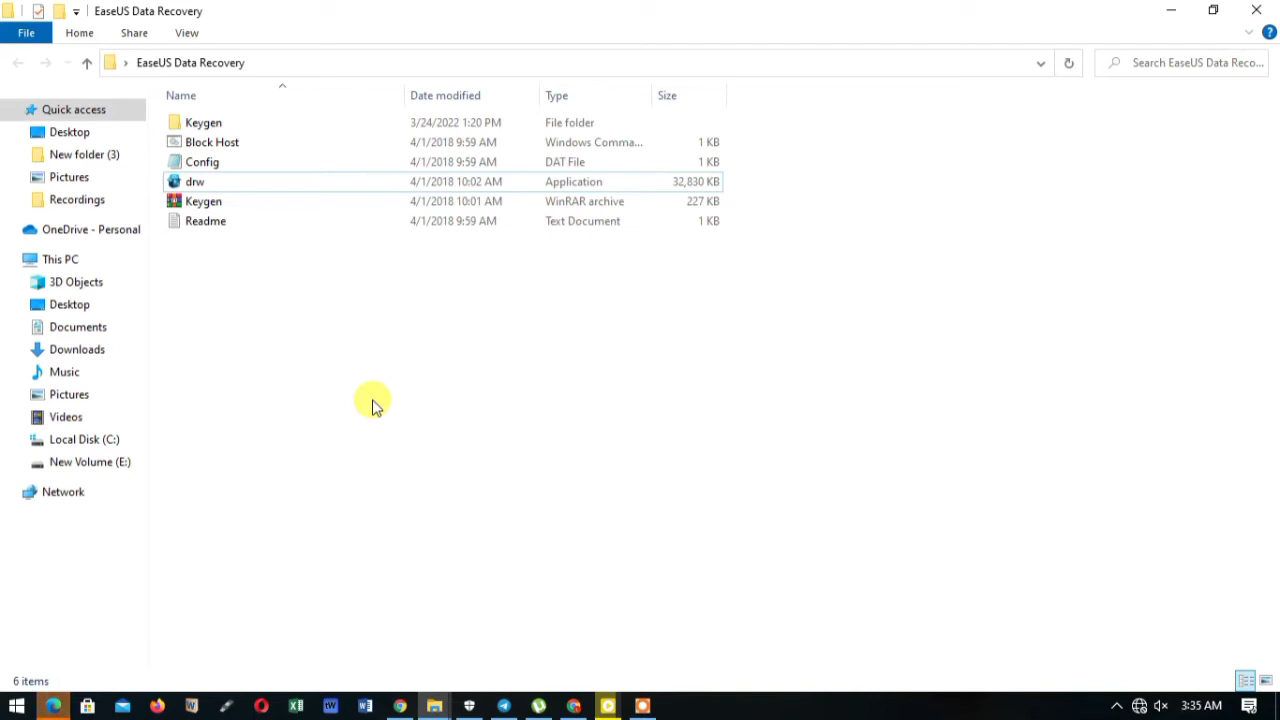 EaseUS Data Recovery
File Home Share View
EaseUS Data Recovery
Search EaseUS Data Reco...
Name Date modified Type Size
Quick access
Desktop
New folder (3)
Pictures
Recordings
OneDrive - Personal
This PC
3D Objects
Desktop
Documents
Downloads
Music
Pictures
Videos
Local Disk (C:)
New Volume (E:)
Network
Keygen 3/24/2022 1:20 PM File folder
Block Host 4/1/2018 9:59 AM Windows Comma... 1 KB
Config 4/1/2018 9:59 AM DAT File 1 KB
drw 4/1/2018 10:02 AM Application 32,830 KB
Keygen 4/1/2018 10:01 AM WinRAR archive 227 KB
Readme 4/1/2018 9:59 AM Text Document 1 KB
6 items
3:35 AM